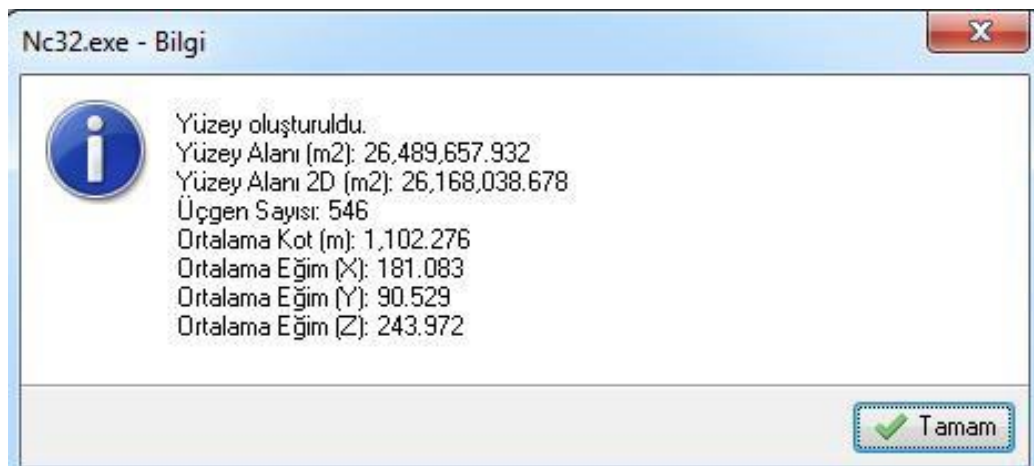 Nc32.exe - Bilgi
Yüzey oluşturuldu.
Yüzey Alanı (m2): 26,489,657.932
Yüzey Alanı 2D (m2): 26,168,038.678
Üçgen Sayısı: 546
Ortalama Kot (m): 1,102.276
Ortalama Eğim (X): 181.083
Ortalama Eğim (Y): 90.529
Ortalama Eğim (Z): 243.972
Tamam